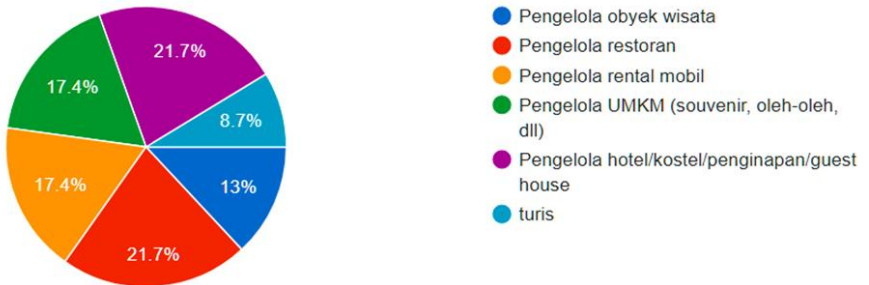 21.7%
17.4%
8.7%
17.4%
13%
21.7%
Pengelola obyek wisata
Pengelola restoran
Pengelola rental mobil
Pengelola UMKM (souvenir, oleh-oleh,
dll)
Pengelola hotel/kostel/penginapan/guest
house
turis